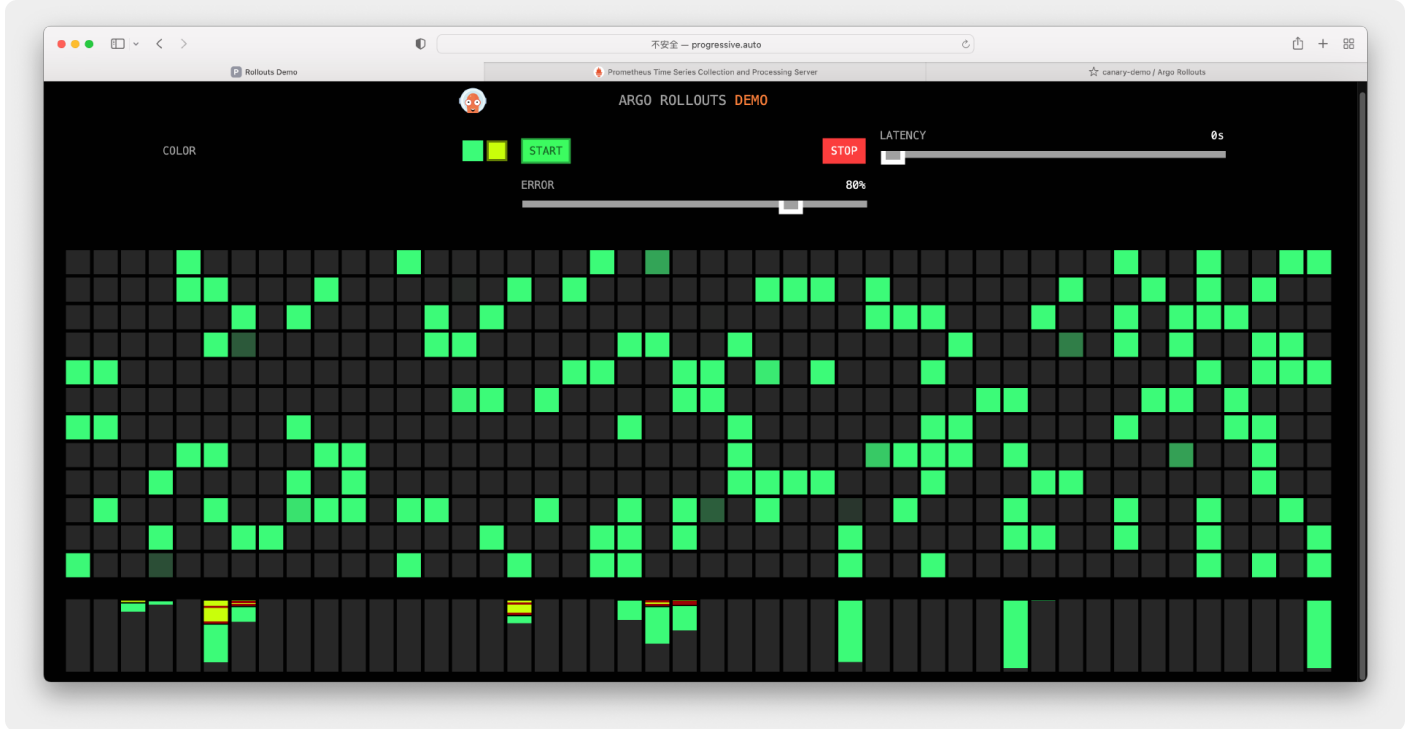 不安全 — progressive.auto
P Rollouts Demo
Prometheus Time Series Collection and Processing Server
canary-demo / Argo Rollouts
ARGO ROLLOUTS DEMO
COLOR
START
STOP
LATENCY 0s
ERROR 80%